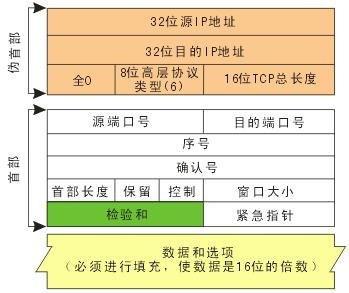 伪首部
32位源IP地址
32位目的IP地址
全0
8位高层协议
类型(6)
16位TCP总长度
首部
源端口号
目的端口号
序号
确认号
首部长度
保留
控制
窗口大小
检验和
紧急指针
数据和选项
(必须进行填充，使数据是16位的倍数)